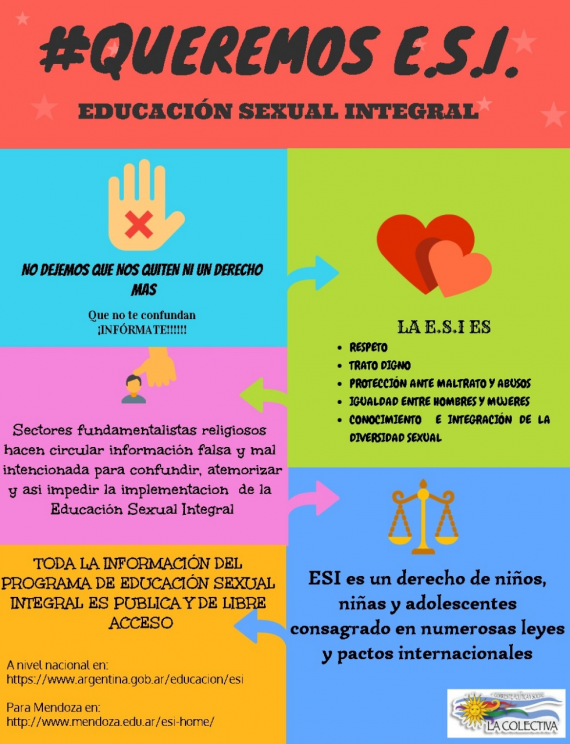 #QUEREMOS E.S.I.
EDUCACIÓN SEXUAL INTEGRAL
NO DEJEMOS QUE NOS QUITEN NI UN DERECHO
MAS
Que no te confundan
¡INFÓRMATE!!!!!!
LA E.S.I ES
• RESPETO
• TRATO DIGNO
• PROTECCIÓN ANTE MALTRATO Y ABUSOS
• IGUALDAD ENTRE HOMBRES Y MUJERES
• CONOCIMIENTO E INTEGRACIÓN DE LA
DIVERSIDAD SEXUAL
Sectores fundamentalistas religiosos
hacen circular información falsa y mal
intencionada para confundir, atemorizar
y asi impedir la implementacion de la
Educación Sexual Integral
ESI es un derecho de niños,
niñas y adolescentes
consagrado en numerosas leyes
y pactos internacionales
TODA LA INFORMACIÓN DEL
PROGRAMA DE EDUCACIÓN SEXUAL
INTEGRAL ES PUBLICA Y DE LIBRE
ACCESO
A nivel nacional en:
https://www.argentina.gob.ar/educacion/esi
Para Mendoza en:
http://www.mendoza.edu.ar/esi-home/
LA COLECTIVA